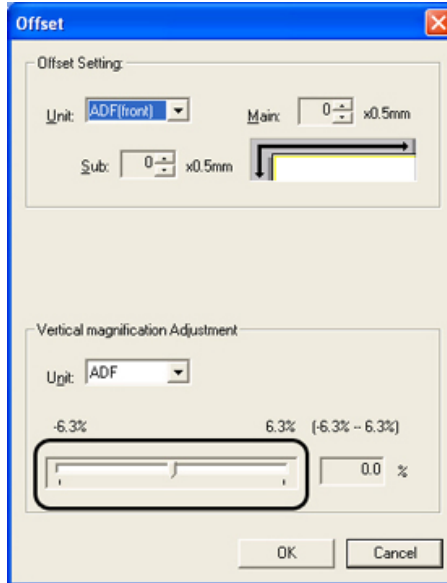 Offset
Offset Setting:
Unit: ADF(front) Main: 0 x0.5mm
Sub: 0 x0.5mm
Vertical magnification Adjustment
Unit: ADF
-6.3% 6.3% (-6.3% -- 6.3%)
0.0 %
OK Cancel